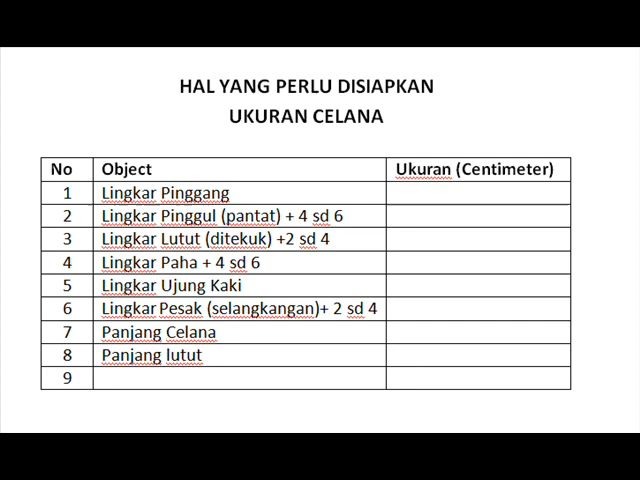 HAL YANG PERLU DISIAPKAN
UKURAN CELANA
No Object Ukuran (Centimeter)
1 Lingkar Pinggang
2 Lingkar Pinggul (pantat) + 4 sd 6
3 Lingkar Lutut (ditekuk) +2 sd 4
4 Lingkar Paha + 4 sd 6
5 Lingkar Ujung Kaki
6 Lingkar Pesak (selangkangan)+ 2 sd 4
7 Panjang Celana
8 Panjang lutut
9